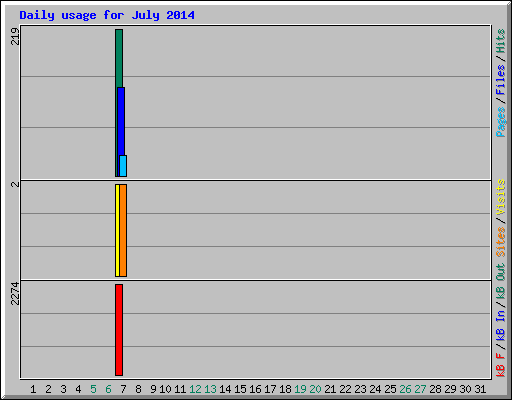 Daily usage for July 2014
219
2
2274
Pages / Files / Hits
Sites / Visits
kB F / kB In / kB Out
1 2 3 4 5 6 7 8 9 10 11 12 13 14 15 16 17 18 19 20 21 22 23 24 25 26 27 28 29 30 31